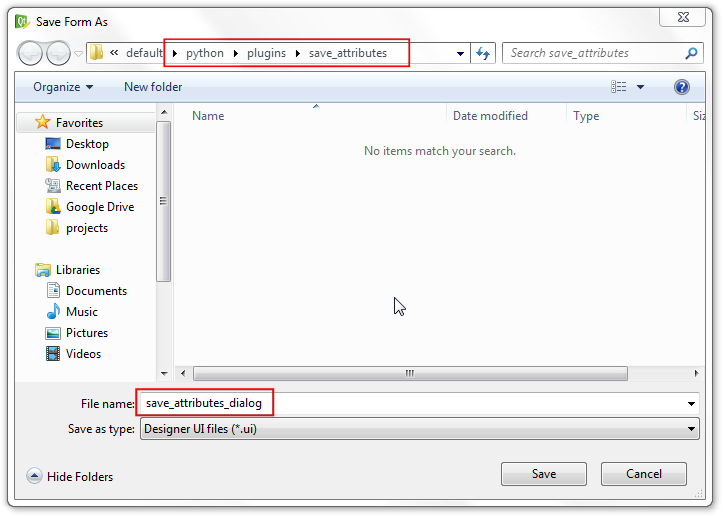 Save Form As
« default python plugins save_attributes Search save_attributes
Organize New folder
Name Date modified Type Siz
No items match your search.
Favorites
Desktop
Downloads
Recent Places
Google Drive
projects
Libraries
Documents
Music
Pictures
Videos
File name: save_attributes_dialog
Save as type: Designer UI files (*.ui)
Hide Folders Save Cancel